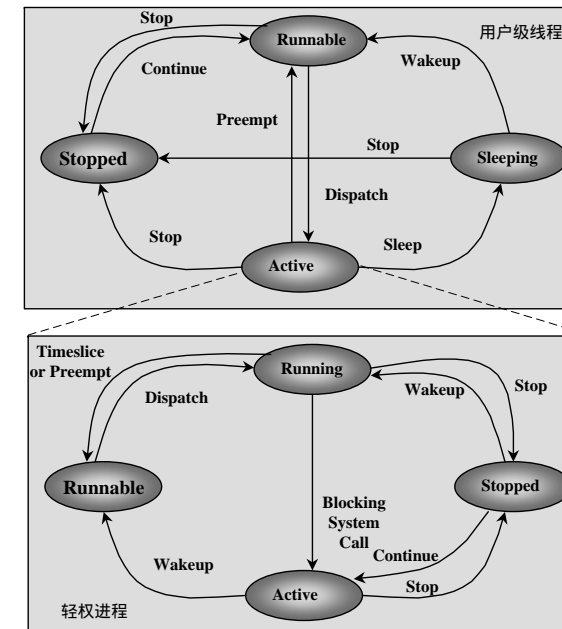 Stop
Runnable
用户级线程
Continue
Wakeup
Preempt
Stopped
Stop
Sleeping
Dispatch
Stop
Sleep
Active
Timeslice
or Preempt
Running
Dispatch
Wakeup
Stop
Runnable
Stopped
Blocking
System
Call
Continue
Wakeup
Active
Stop
轻权进程